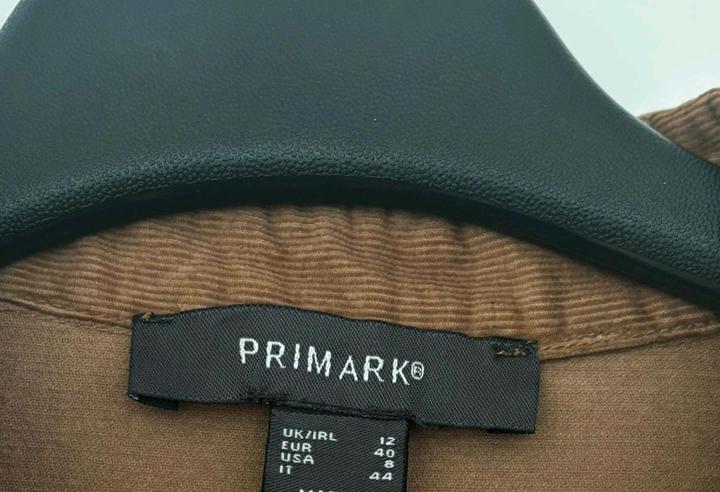 PRIMARK®
UK/IRL 12
EUR 40
USA 8
IT 44